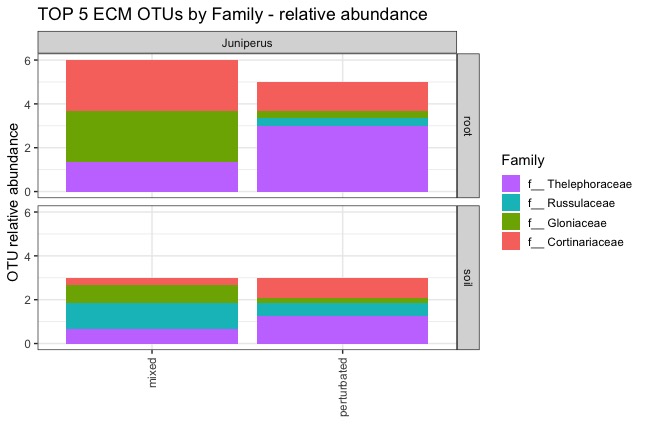 TOP 5 ECM OTUs by Family - relative abundance
Juniperus
OTU relative abundance
6
4
2
0
root
6
4
2
0
soil
mixed
perturbated
Family
f__ Thelephoraceae
f__ Russulaceae
f__ Gloniaceae
f__ Cortinariaceae